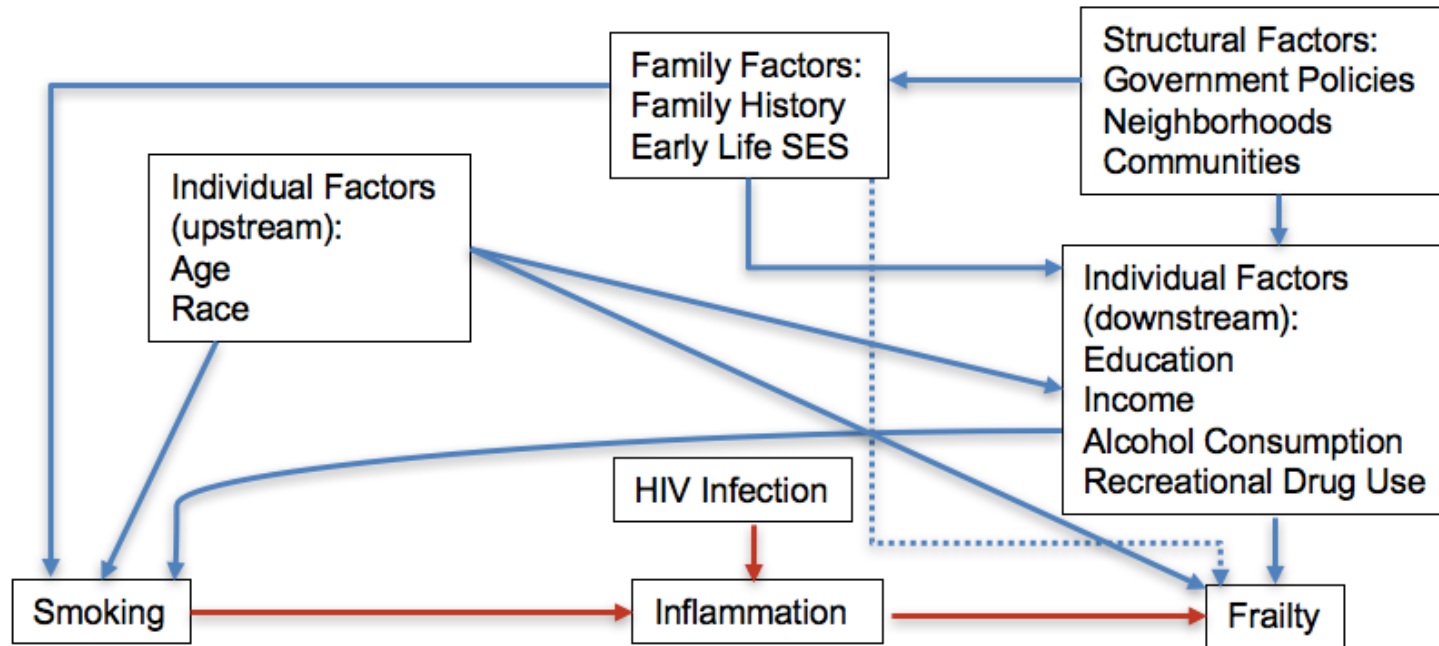 Structural Factors:
Government Policies
Neighborhoods
Communities
Family Factors:
Family History
Early Life SES
Individual Factors
(upstream):
Age
Race
Individual Factors
(downstream):
Education
Income
Alcohol Consumption
Recreational Drug Use
HIV Infection
Smoking
Inflammation
Frailty